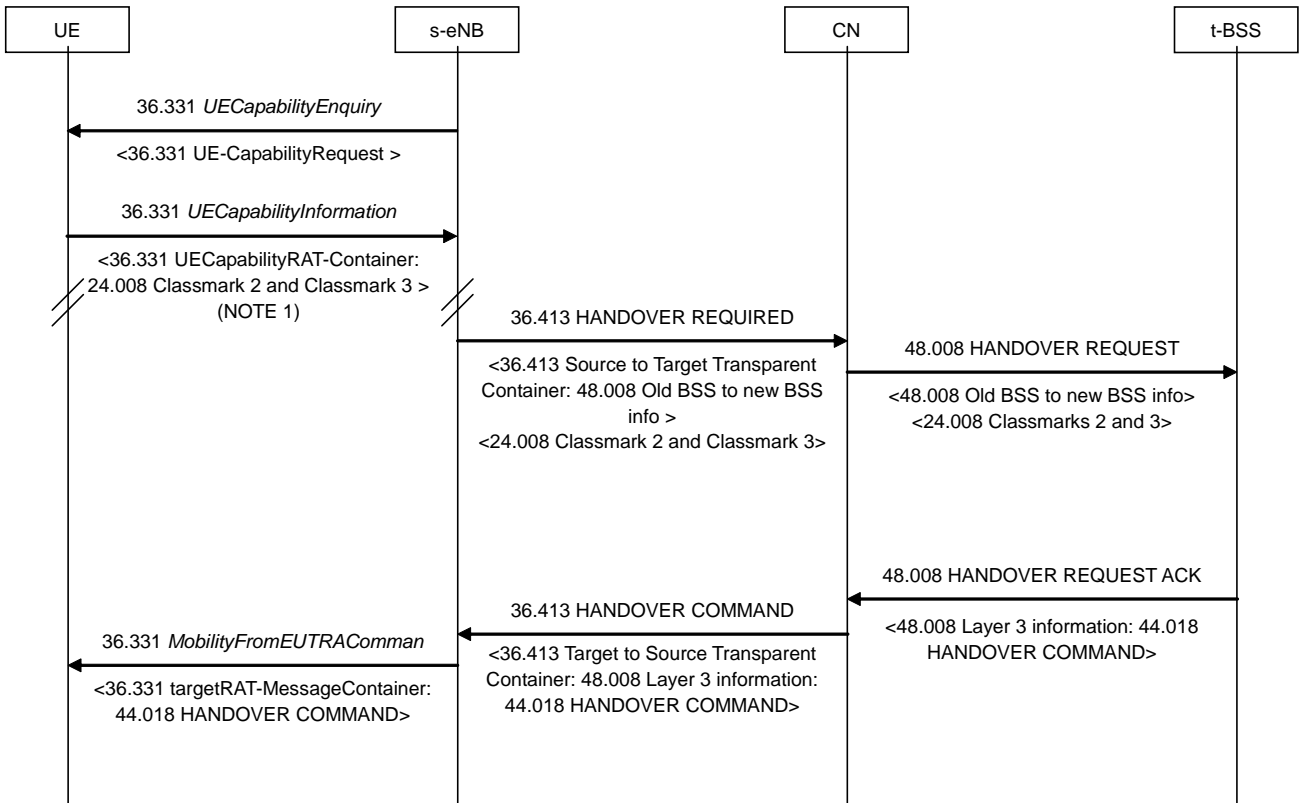 UE
s-eNB
CN
t-BSS
36.331 UECapabilityEnquiry
<36.331 UE-CapabilityRequest >
36.331 UECapabilityInformation
<36.331 UECapabilityRAT-Container:
24.008 Classmark 2 and Classmark 3 >
(NOTE 1)
36.413 HANDOVER REQUIRED
<36.413 Source to Target Transparent
Container: 48.008 Old BSS to new BSS
info >
<24.008 Classmark 2 and Classmark 3>
48.008 HANDOVER REQUEST
<48.008 Old BSS to new BSS info>
<24.008 Classmarks 2 and 3>
48.008 HANDOVER REQUEST ACK
<48.008 Layer 3 information: 44.018
HANDOVER COMMAND>
36.413 HANDOVER COMMAND
<36.413 Target to Source Transparent
Container: 48.008 Layer 3 information:
44.018 HANDOVER COMMAND>
36.331 MobilityFromEUTRAComman
<36.331 targetRAT-MessageContainer:
44.018 HANDOVER COMMAND>